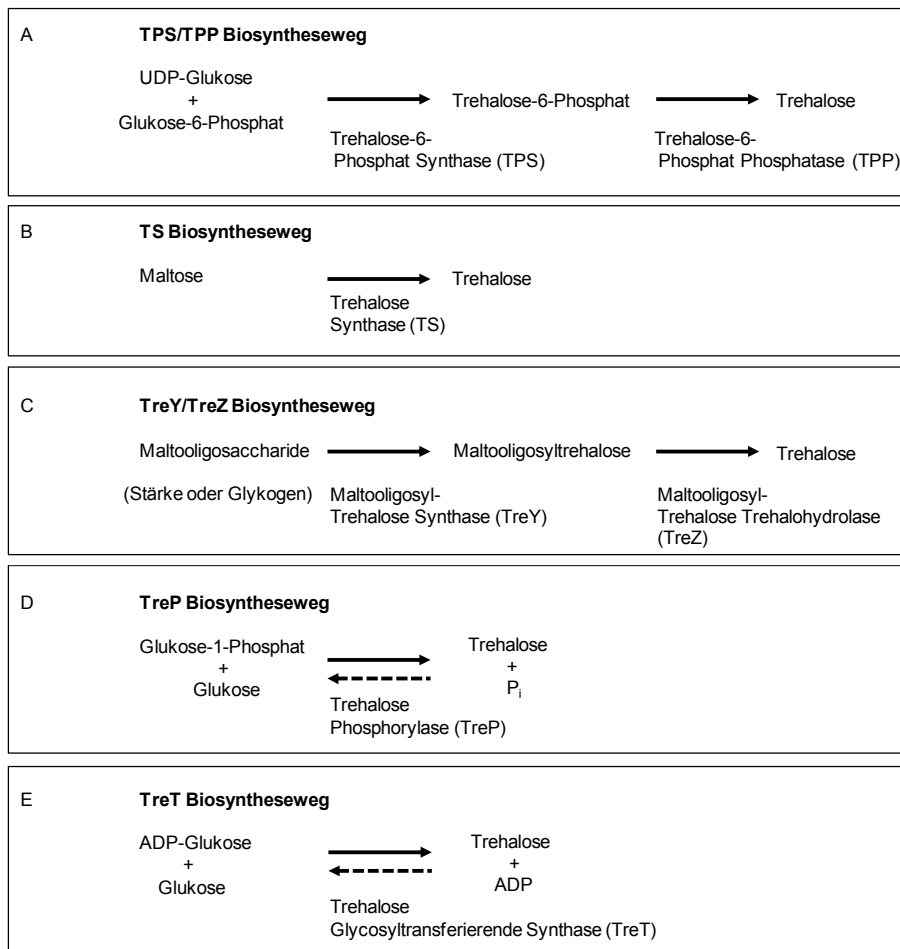 A
TPS/TPP Biosyntheseweg
UDP-Glukose
+
Glukose-6-Phosphat
Trehalose-6-Phosphat
Trehalose
Trehalose-6-
Phosphat Synthase (TPS)
Trehalose-6-
Phosphat Phosphatase (TPP)
B
TS Biosyntheseweg
Maltose
Trehalose
Trehalose
Synthase (TS)
C
TreY/TreZ Biosyntheseweg
Maltooligosaccharide
Maltooligosyltrehalose
Trehalose
(Stärke oder Glykogen)
Maltooligosyl-
Trehalose Synthase (TreY)
Maltooligosyl-
Trehalose Trehalohydrolase
(TreZ)
D
TreP Biosyntheseweg
Glukose-1-Phosphat
+
Glukose
Trehalose
+
Pi
Trehalose
Phosphorylase (TreP)
E
TreT Biosyntheseweg
ADP-Glukose
+
Glukose
Trehalose
+
ADP
Trehalose
Glycosyltransferierende Synthase (TreT)